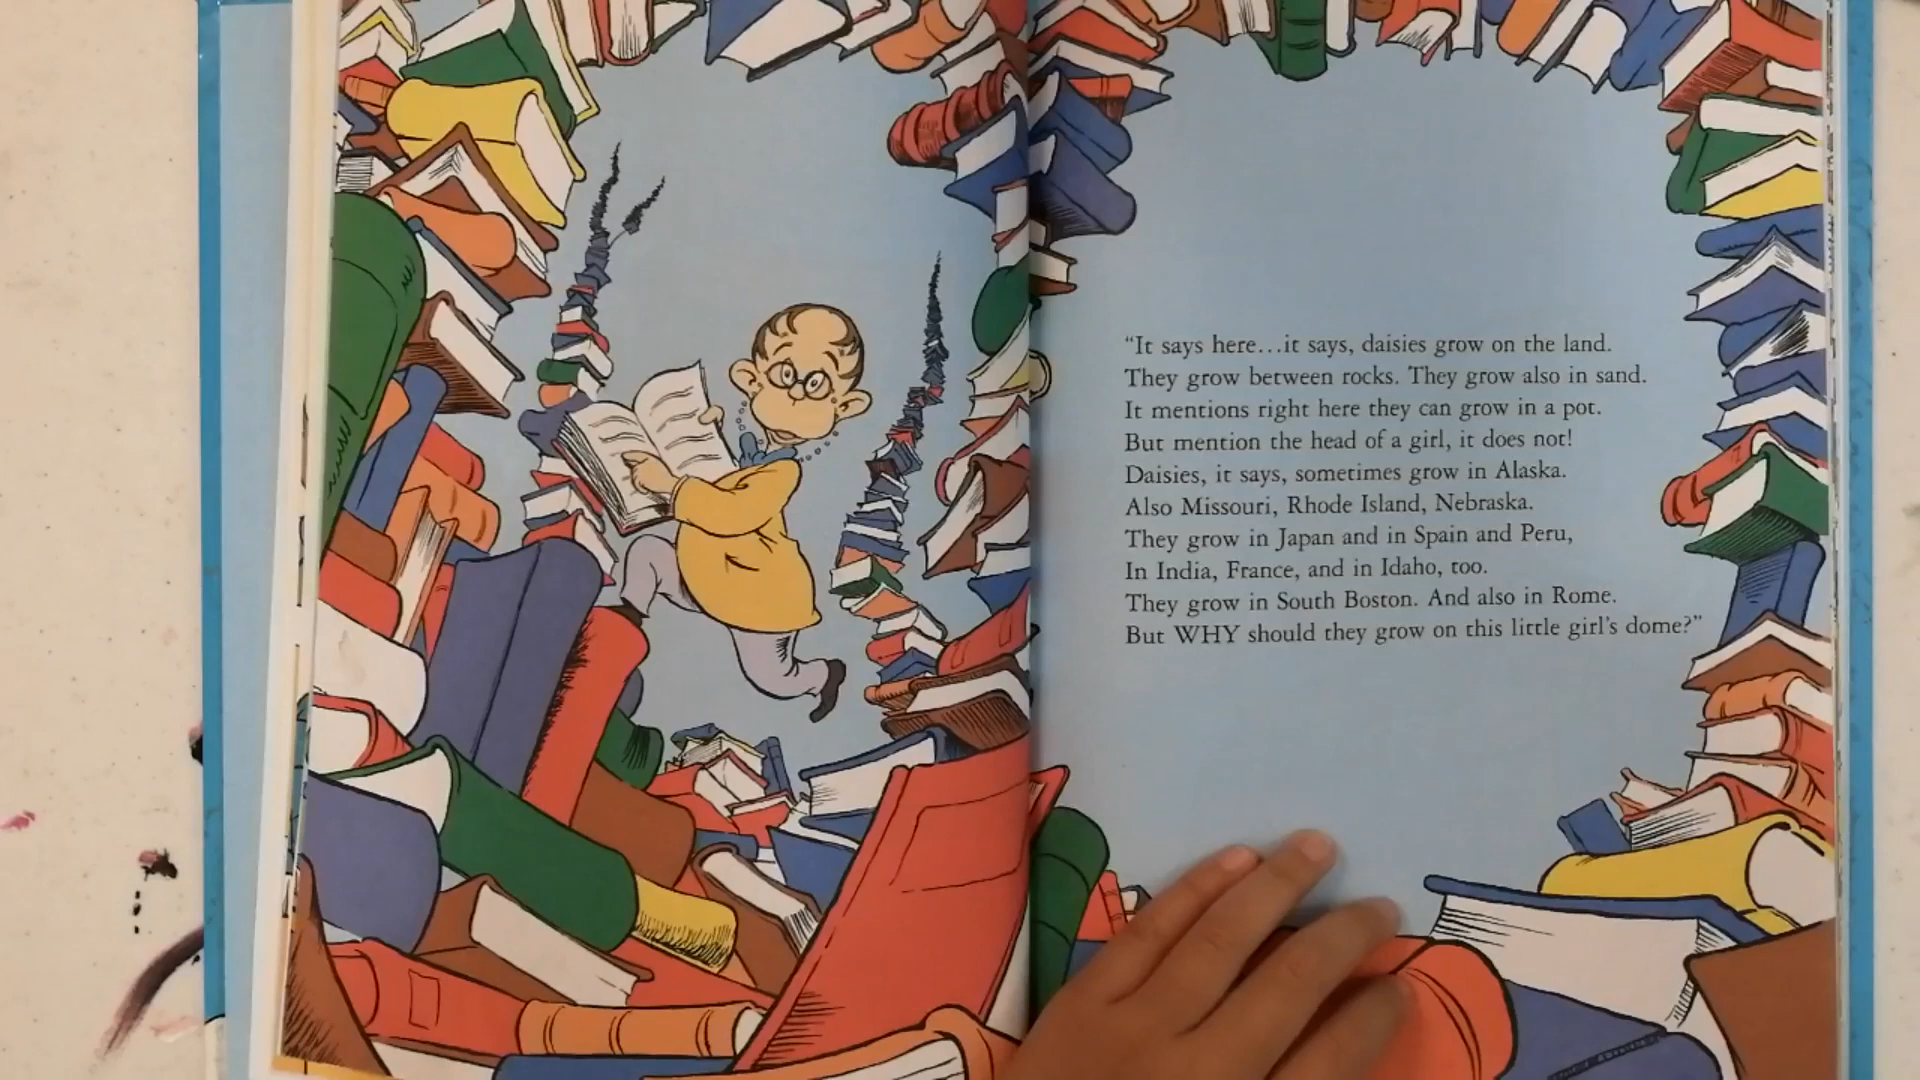 “It says here...it says, daisies grow on the land.
They grow between rocks. They grow also in sand.
It mentions right here they can grow in a pot.
But mention the head of a girl, it does not!
Daisies, it says, sometimes grow in Alaska.
Also Missouri, Rhode Island, Nebraska.
They grow in Japan and in Spain and Peru,
In India, France, and in Idaho, too.
They grow in South Boston. And also in Rome.
But WHY should they grow on this little girl’s dome?”